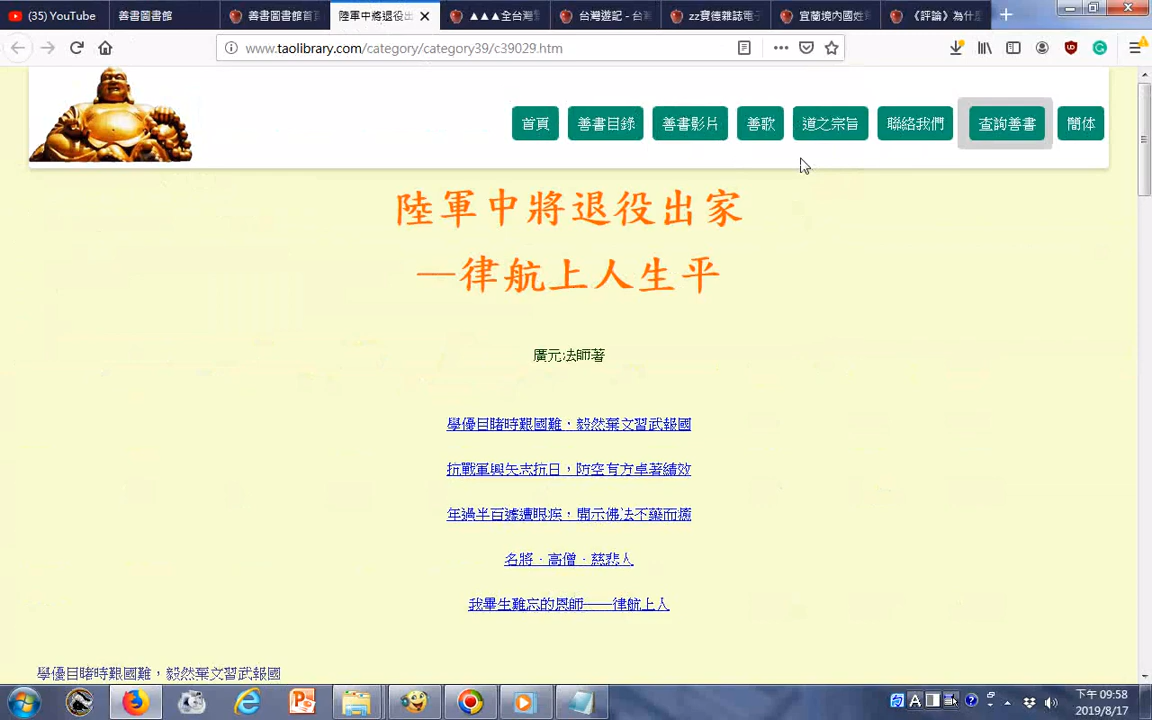 (35) YouTube
善書圖書館
善書圖書館首頁
陸軍中將退役出
▲▲▲全台灣
台灣遊記 - 台灣
zz寶德雜誌電子
宜蘭境內國姓
《評論》為什
www.taolibrary.com/category/category39/c39029.htm
首頁
善書目錄
善書影片
善歌
道之宗旨
聯絡我們
查詢善書
簡体
陸軍中將退役出家
—律航上人生平
廣元法師著
學優目睹時艱國難，毅然棄文習武報國
抗戰軍興矢志抗日，防空有方卓著績效
年過半百遽遭眼疾，開示佛法不藥而癒
名將．高僧．慈悲人
我畢生難忘的恩師──律航上人
學優目睹時艱國難，毅然棄文習武報國
下午 09:58
2019/8/17